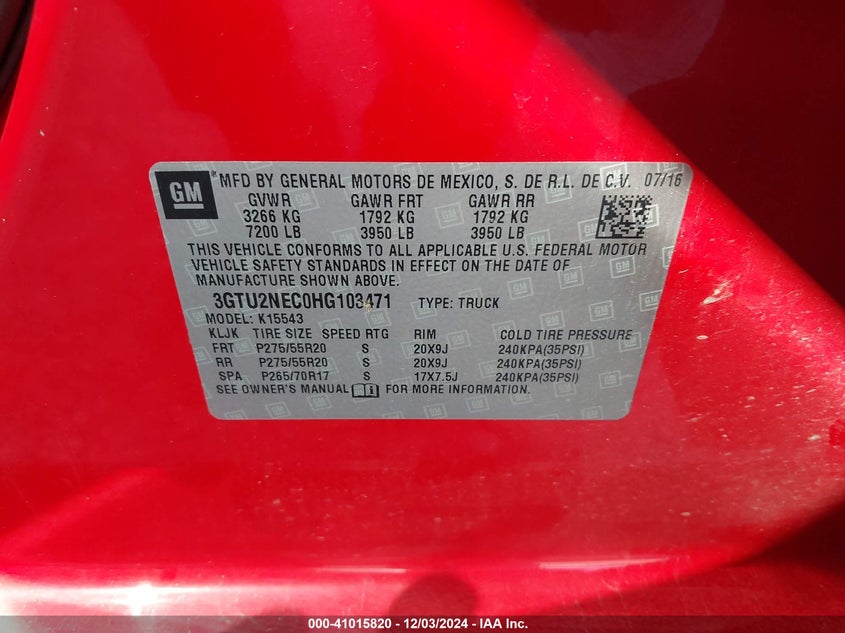 GM
*MFD BY GENERAL MOTORS DE MEXICO, S. DE R.L. DE C.V. 07/16
GVWR GAWR FRT GAWR RR
3266 KG 1792 KG 1792 KG
7200 LB 3950 LB 3950 LB
THIS VEHICLE CONFORMS TO ALL APPLICABLE U.S. FEDERAL MOTOR
VEHICLE SAFETY STANDARDS IN EFFECT ON THE DATE OF
MANUFACTURE SHOWN ABOVE.
3GTU2NEC0HG103471 TYPE: TRUCK
MODEL: K15543
KLJK TIRE SIZE SPEED RTG RIM COLD TIRE PRESSURE
FRT P275/55R20 S 20X9J 240KPA(35PSI)
RR P275/55R20 S 20X9J 240KPA(35PSI)
SPA P265/70R17 S 17X7.5J 240KPA(35PSI)
SEE OWNER'S MANUAL FOR MORE INFORMATION.
000-41015820 - 12/03/2024 - IAA Inc.